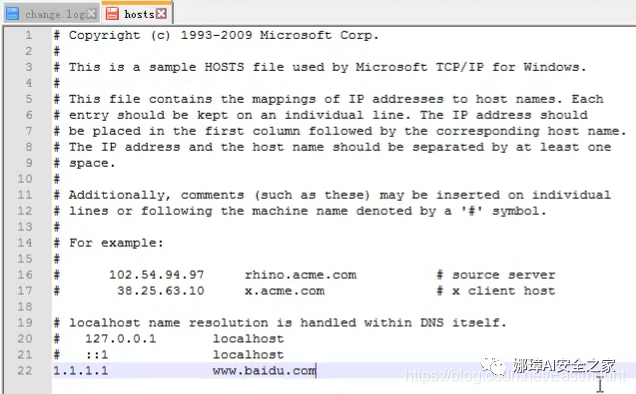 change.log hosts
1 # Copyright (c) 1993-2009 Microsoft Corp.
2 #
3 # This is a sample HOSTS file used by Microsoft TCP/IP for Windows.
4 #
5 # This file contains the mappings of IP addresses to host names. Each
6 # entry should be kept on an individual line. The IP address should
7 # be placed in the first column followed by the corresponding host name.
8 # The IP address and the host name should be separated by at least one
9 # space.
10 #
11 # Additionally, comments (such as these) may be inserted on individual
12 # lines or following the machine name denoted by a '#' symbol.
13 #
14 # For example:
15 #
16 # 102.54.94.97 rhino.acme.com # source server
17 # 38.25.63.10 x.acme.com # x client host
18
19 # localhost name resolution is handled within DNS itself.
20 # 127.0.0.1 localhost
21 # ::1 localhost
22 1.1.1.1 www.baidu.com
娜璋AI安全之家
https://blog.csdn.net/Eastmount